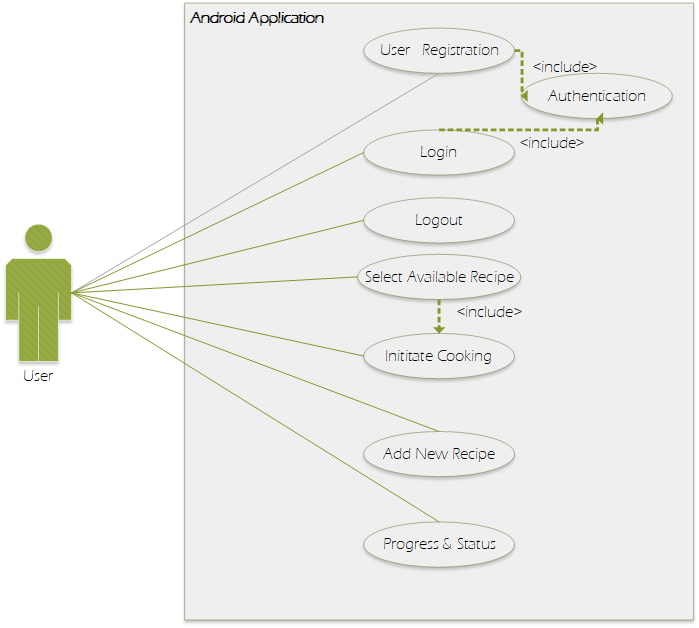 Android Application
User Registration
<include>
Authentication
<include>
Login
Logout
Select Available Recipe
<include>
Inititate Cooking
User
Add New Recipe
Progress & Status